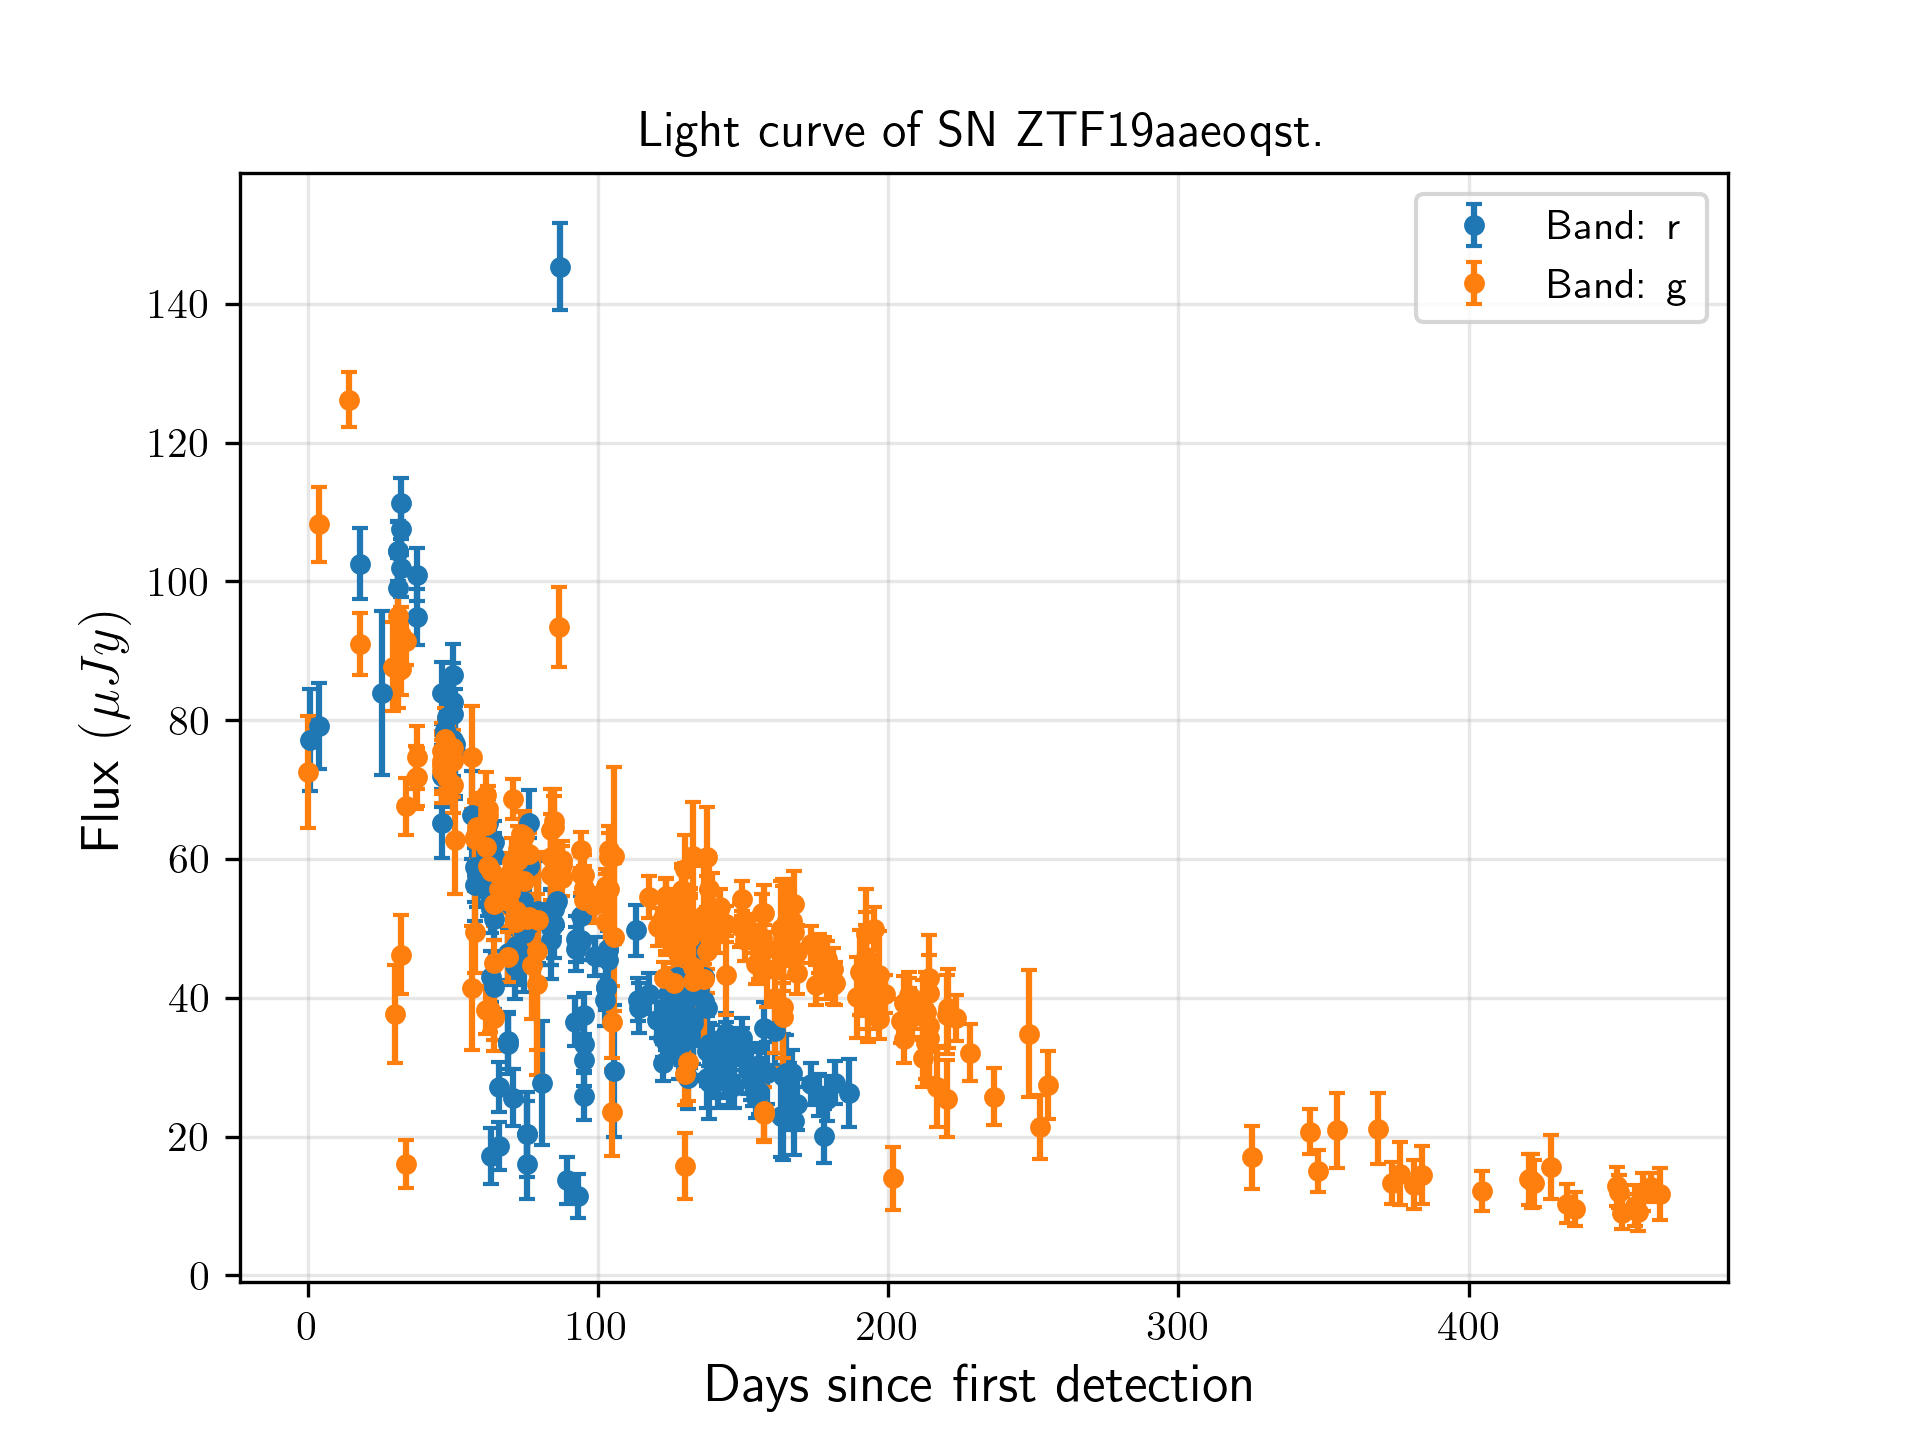 Light curve of SN ZTF19aaeoqst.
Band: r
Band: g
140
120
100
80
60
40
20
0
Flux (μJy)
0 100 200 300 400
Days since first detection